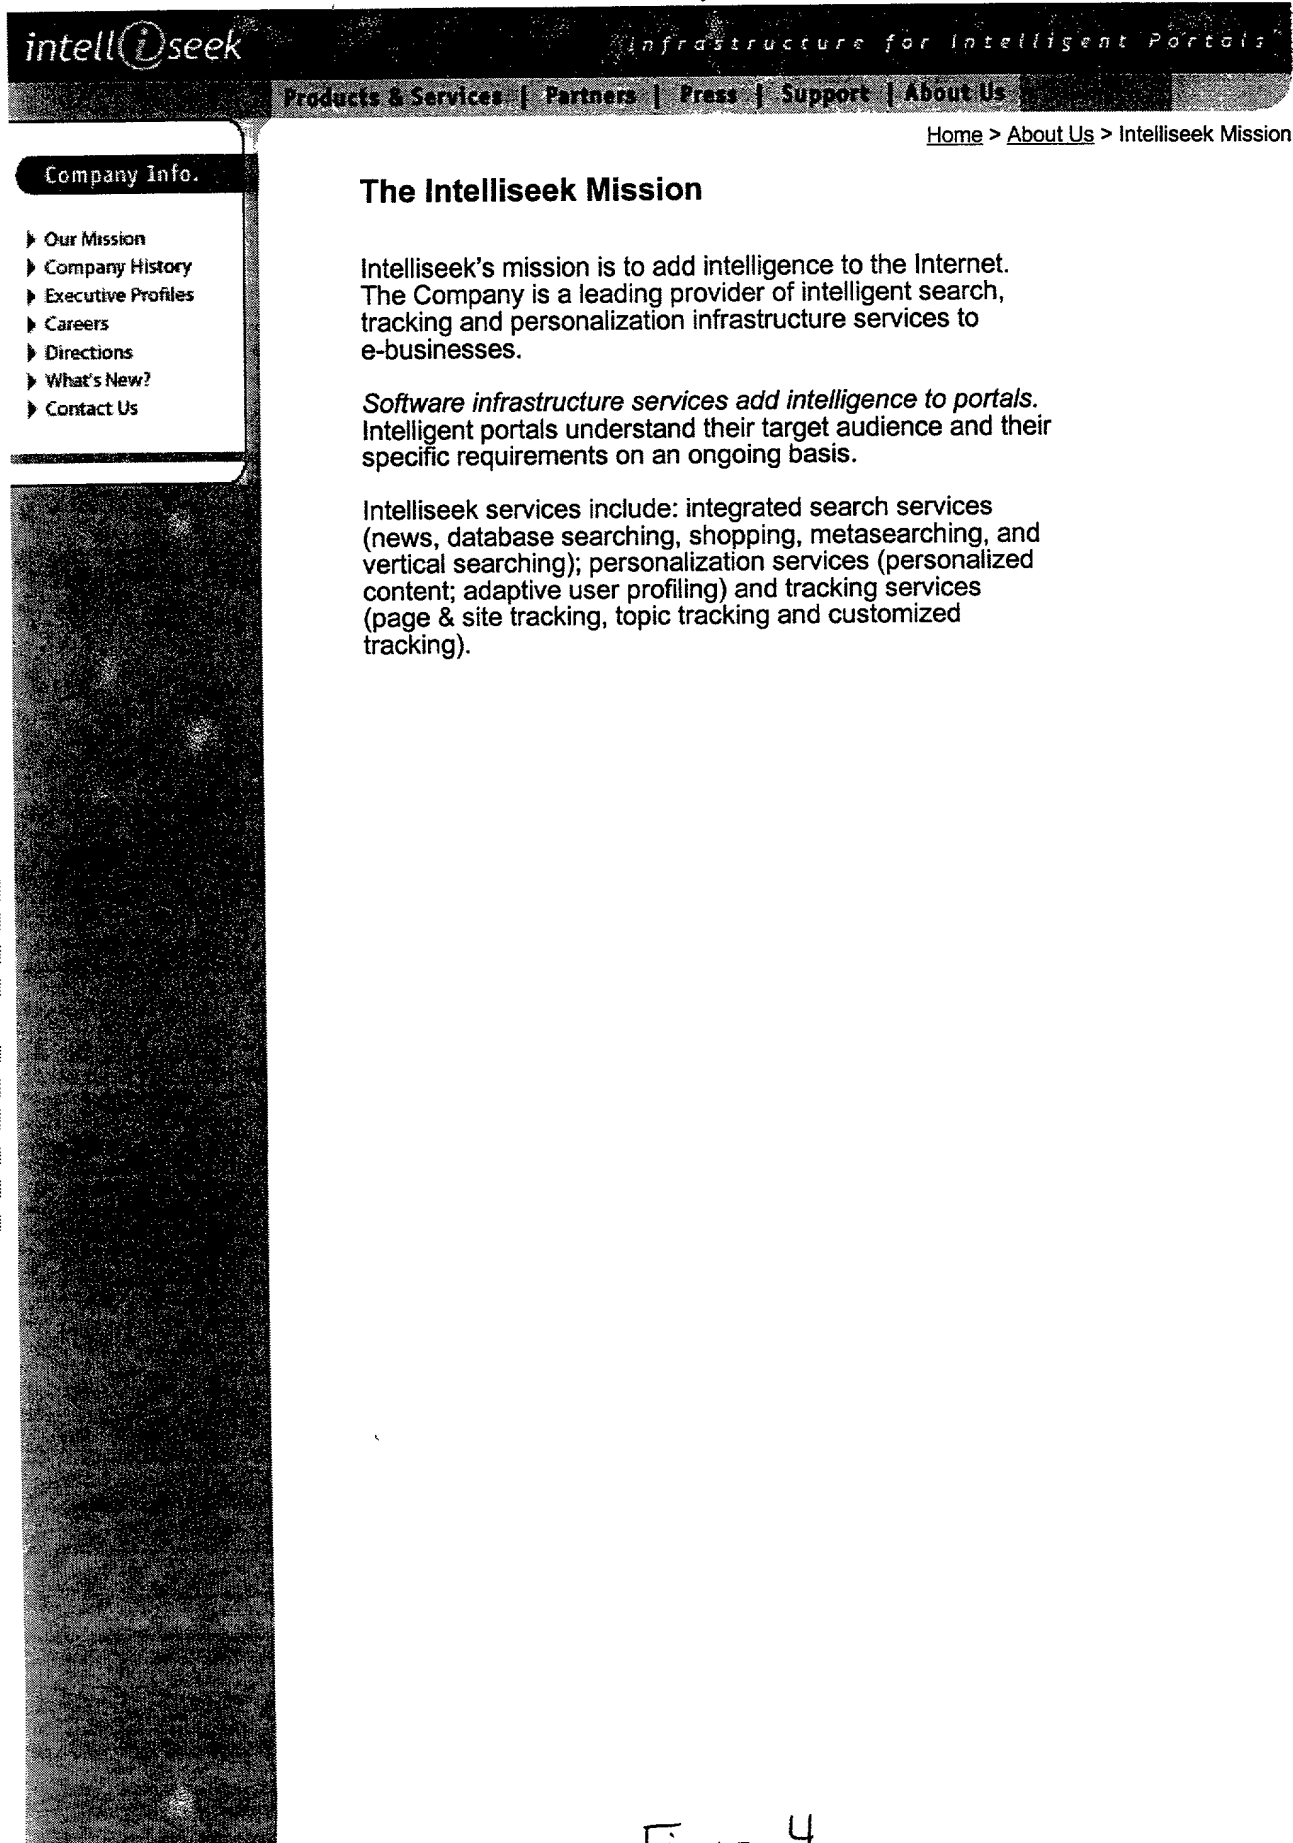 intelliseek
Infrastructure for Intelligent Portals
Products & Services | Partners | Press | Support | About Us
Home > About Us > Intelliseek Mission
Company Info.
Our Mission
Company History
Executive Profiles
Careers
Directions
What's New?
Contact Us
The Intelliseek Mission
Intelliseek's mission is to add intelligence to the Internet.
The Company is a leading provider of intelligent search,
tracking and personalization infrastructure services to
e-businesses.
Software infrastructure services add intelligence to portals.
Intelligent portals understand their target audience and their
specific requirements on an ongoing basis.
Intelliseek services include: integrated search services
(news, database searching, shopping, metasearching, and
vertical searching); personalization services (personalized
content; adaptive user profiling) and tracking services
(page & site tracking, topic tracking and customized
tracking).
4